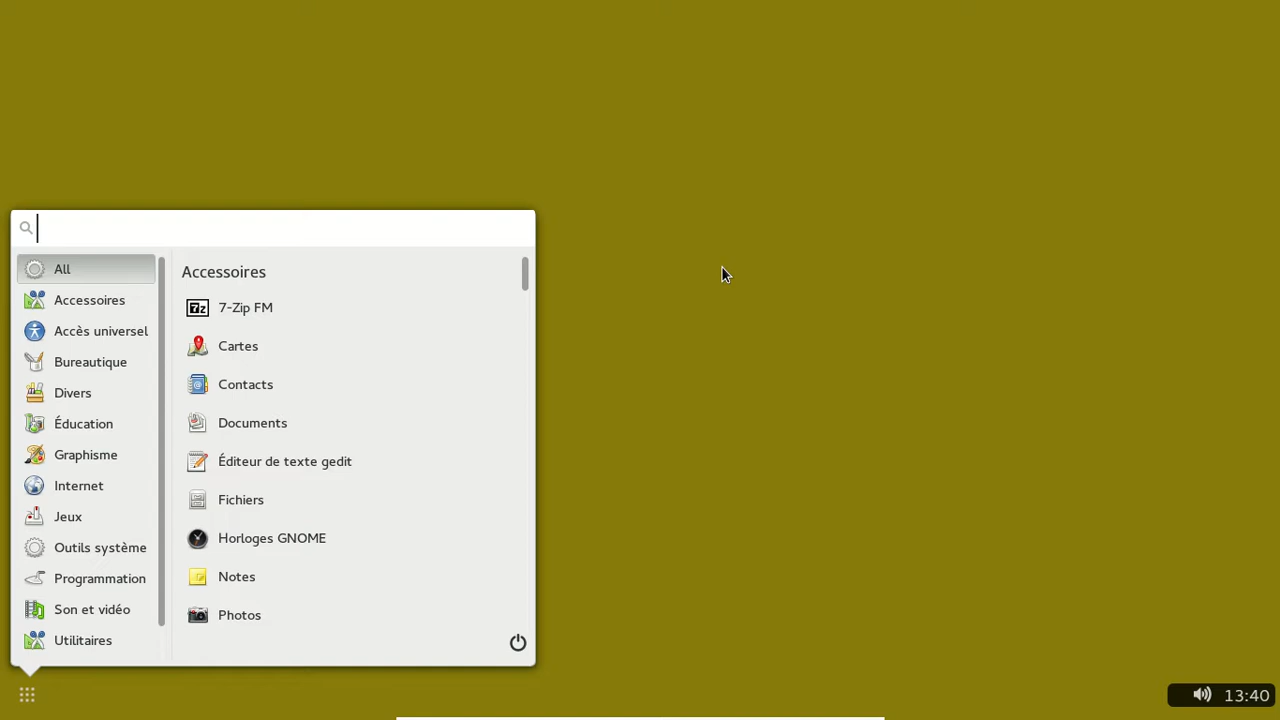 All
Accessoires
Accès universel
Bureautique
Divers
Éducation
Graphisme
Internet
Jeux
Outils système
Programmation
Son et vidéo
Utilitaires
Accessoires
7z 7-Zip FM
Cartes
Contacts
Documents
Éditeur de texte gedit
Fichiers
Horloges GNOME
Notes
Photos
13:40